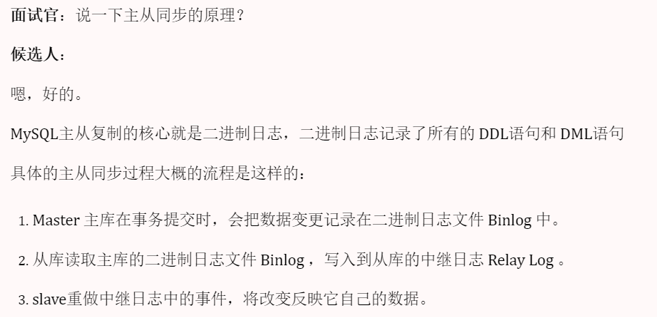 面试官：说一下主从同步的原理？
候选人：
嗯，好的。
MySQL主从复制的核心就是二进制日志，二进制日志记录了所有的 DDL语句和 DML语句
具体的主从同步过程大概的流程是这样的：
1. Master 主库在事务提交时，会把数据变更记录在二进制日志文件 Binlog 中。
2. 从库读取主库的二进制日志文件 Binlog ，写入到从库的中继日志 Relay Log 。
3. slave重做中继日志中的事件，将改变反映它自己的数据。